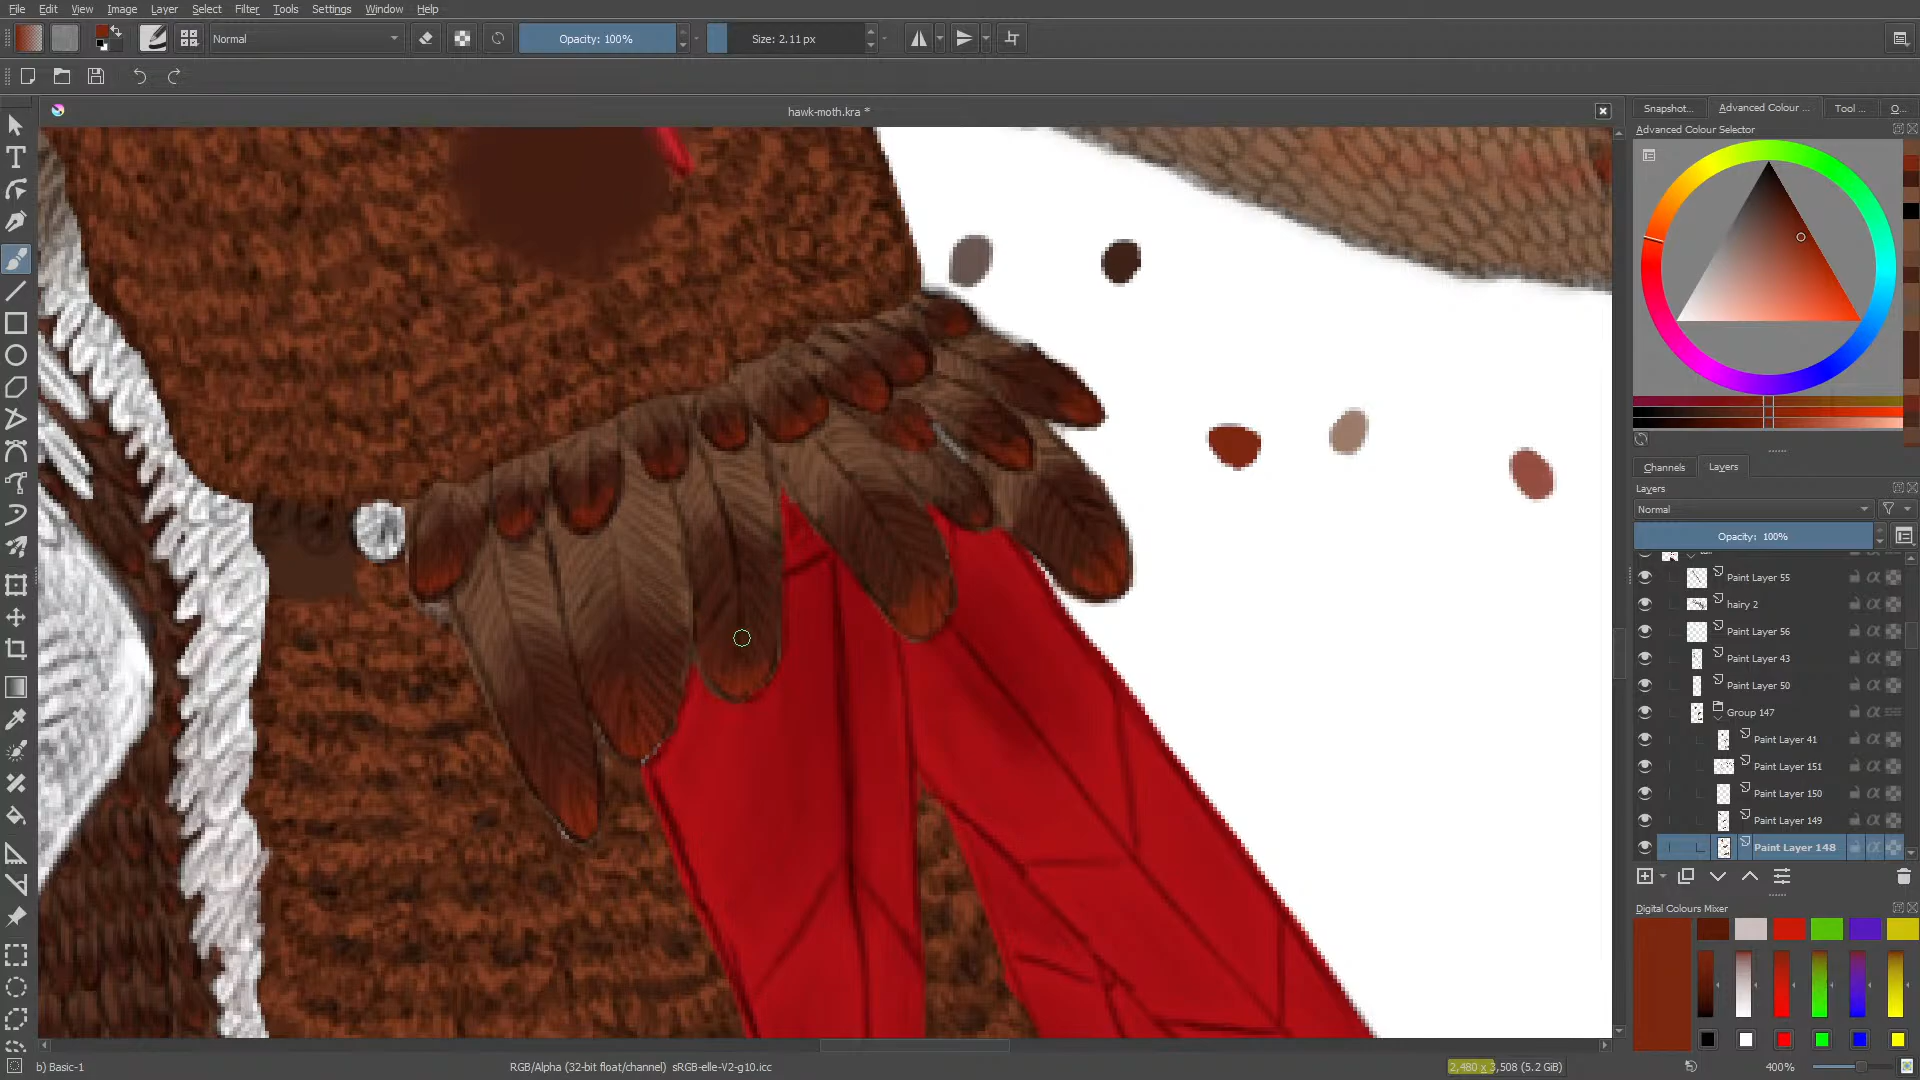 File Edit View Image Layer Select Filter Tools Settings Window Help
Normal Opacity: 100% Size: 2.11 px
hawk-moth.kra *
Snapshot... Advanced Colour ... Tool ... O...
Advanced Colour Selector
Channels Layers
Layers
Normal
Opacity: 100%
Paint Layer 55
hairy 2
Paint Layer 56
Paint Layer 43
Paint Layer 50
Group 147
Paint Layer 41
Paint Layer 151
Paint Layer 150
Paint Layer 149
Paint Layer 148
Digital Colours Mixer
b) Basic-1 RGB/Alpha (32-bit float/channel) sRGB-elle-V2-g10.icc 2,480 x 3,508 (5.2 GiB) 400%